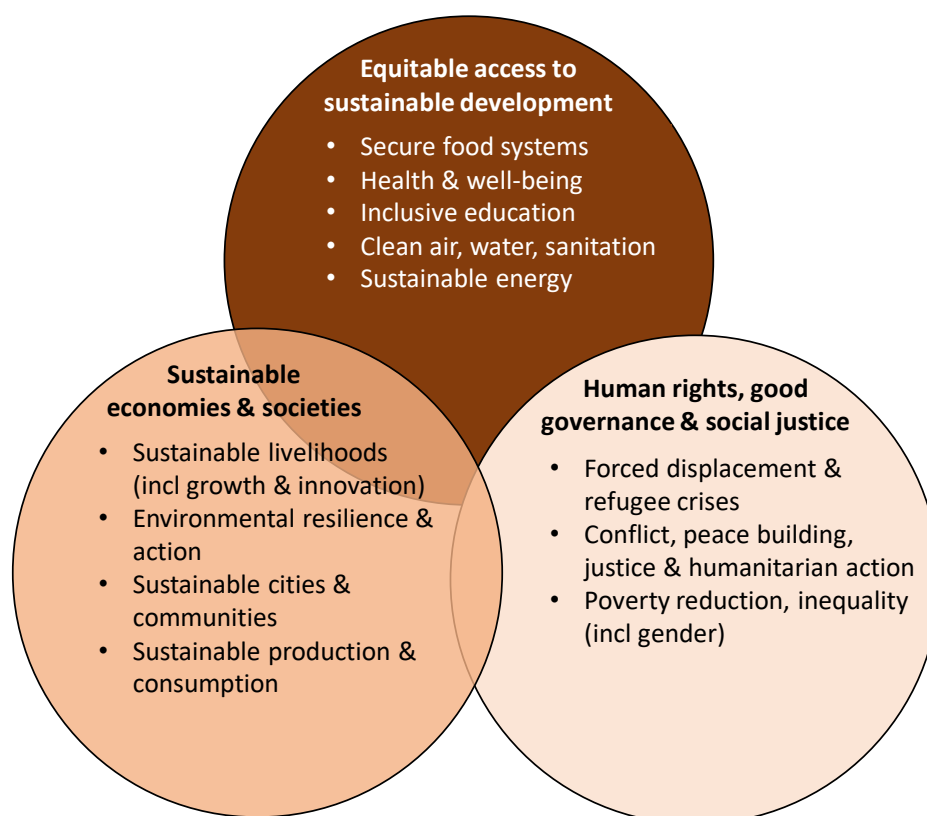 Equitable access to
sustainable development
• Secure food systems
• Health & well-being
• Inclusive education
• Clean air, water, sanitation
• Sustainable energy
Sustainable
economies & societies
• Sustainable livelihoods
(incl growth & innovation)
• Environmental resilience &
action
• Sustainable cities &
communities
• Sustainable production &
consumption
Human rights, good
governance & social justice
• Forced displacement &
refugee crises
• Conflict, peace building,
justice & humanitarian action
• Poverty reduction, inequality
(incl gender)